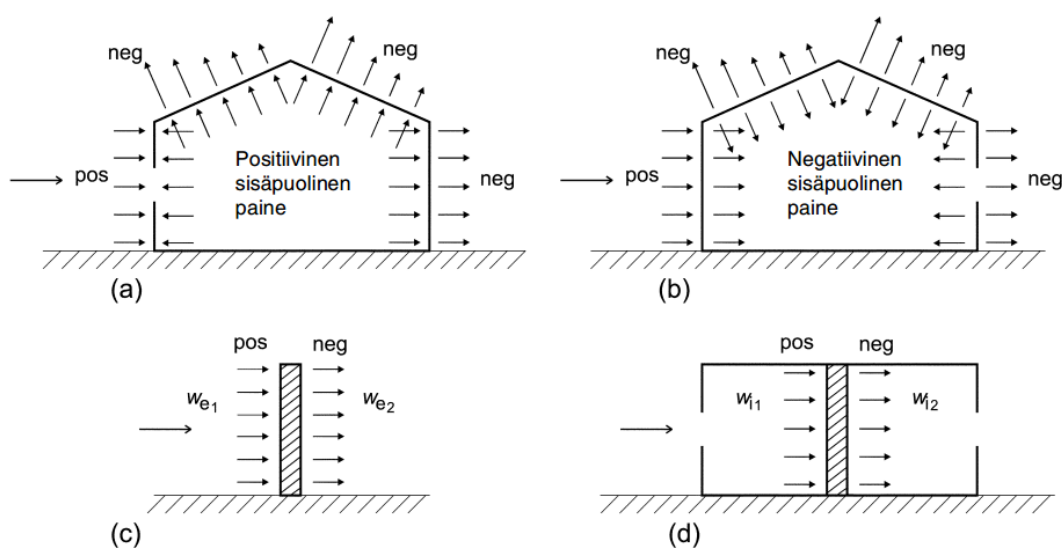 neg
neg
pos
Positiivinen
sisäpuolinen
paine
neg
(a)
neg
neg
pos
Negatiivinen
sisäpuolinen
paine
neg
(b)
pos
neg
we1
we2
(c)
pos
neg
wi1
wi2
(d)